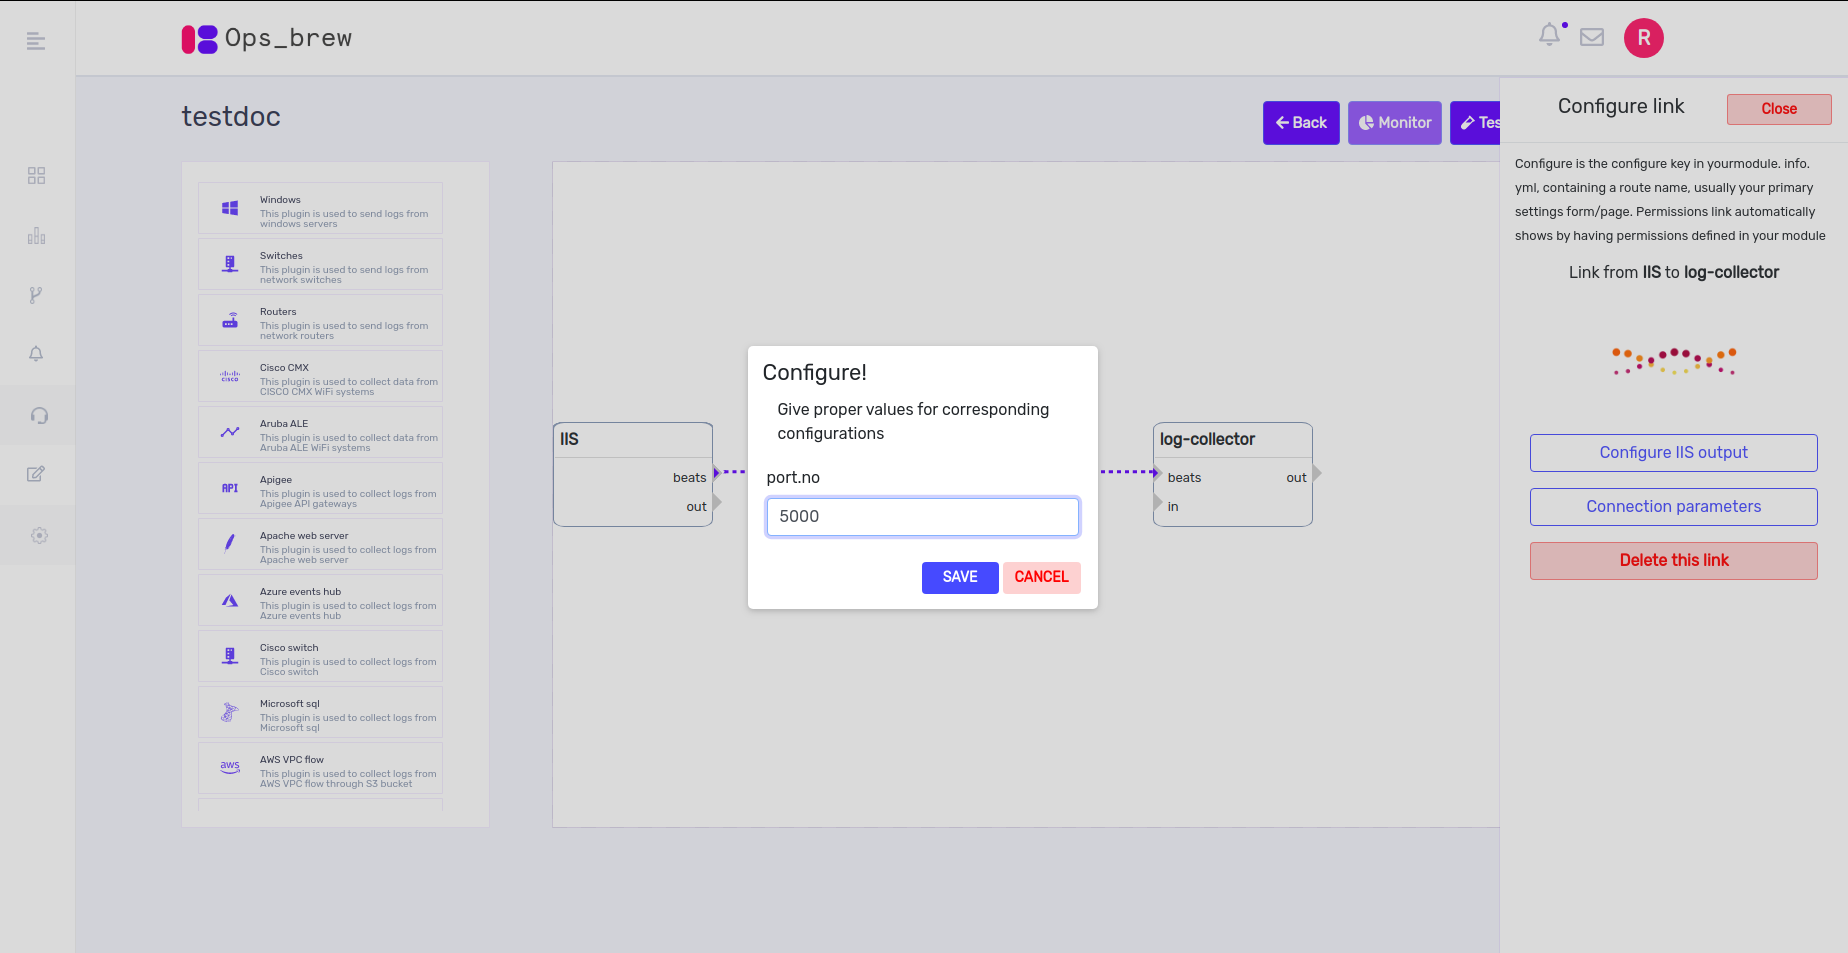 Ops_brew
R
testdoc
Back
Monitor
Tes
Configure link
Close
Configure is the configure key in yourmodule. info.
yml, containing a route name, usually your primary
settings form/page. Permissions link automatically
shows by having permissions defined in your module
Link from IIS to log-collector
Configure IIS output
Connection parameters
Delete this link
Windows
This plugin is used to send logs from
windows servers
Switches
This plugin is used to send logs from
network switches
Routers
This plugin is used to send logs from
network routers
CISCO
Cisco CMX
This plugin is used to collect data from
CISCO CMX WiFi systems
Aruba ALE
This plugin is used to collect data from
Aruba ALE WiFi systems
API
Apigee
This plugin is used to collect logs from
Apigee API gateways
Apache web server
This plugin is used to collect logs from
Apache web server
Azure events hub
This plugin is used to collect logs from
Azure events hub
Cisco switch
This plugin is used to collect logs from
Cisco switch
Microsoft sql
This plugin is used to collect logs from
Microsoft sql
aws
AWS VPC flow
This plugin is used to collect logs from
AWS VPC flow through S3 bucket
IIS
beats
out
Configure!
Give proper values for corresponding
configurations
port.no
5000
SAVE
CANCEL
log-collector
beats
out
in